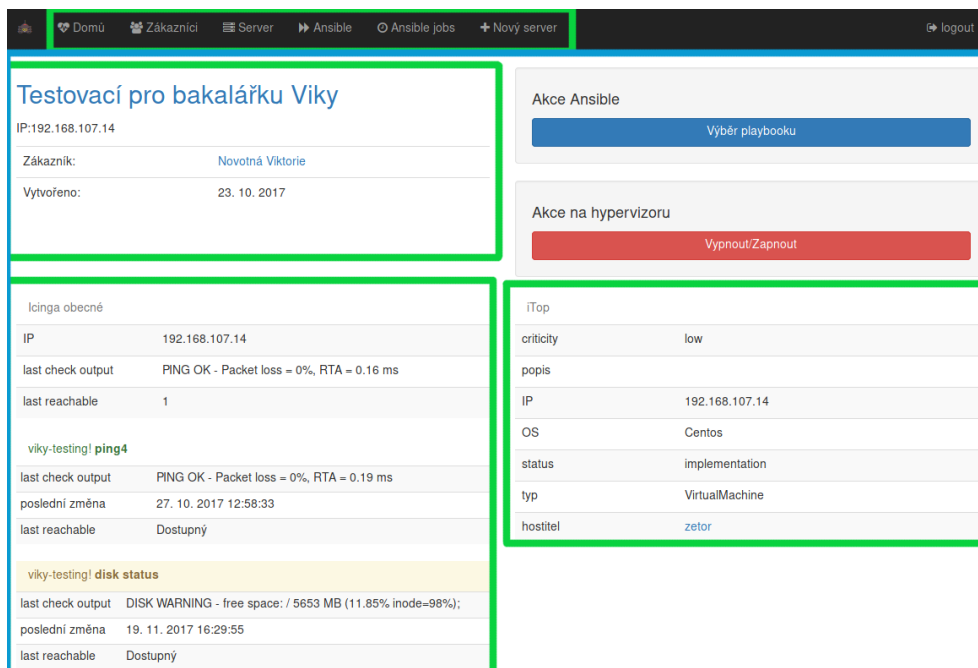 Domů Zákazníci Server Ansible Ansible jobs Nový server logout
Testovací pro bakalářku Viky
IP:192.168.107.14
Zákazník: Novotná Viktorie
Vytvořeno: 23. 10. 2017
Akce Ansible
Výběr playbooku
Akce na hypervizoru
Vypnout/Zapnout
Icinga obecné
IP 192.168.107.14
last check output PING OK - Packet loss = 0%, RTA = 0.16 ms
last reachable 1
viky-testing! ping4
last check output PING OK - Packet loss = 0%, RTA = 0.19 ms
poslední změna 27. 10. 2017 12:58:33
last reachable Dostupný
viky-testing! disk status
last check output DISK WARNING - free space: / 5653 MB (11.85% inode=98%);
poslední změna 19. 11. 2017 16:29:55
last reachable Dostupný
iTop
criticity low
popis
IP 192.168.107.14
OS Centos
status implementation
typ VirtualMachine
hostitel zetor